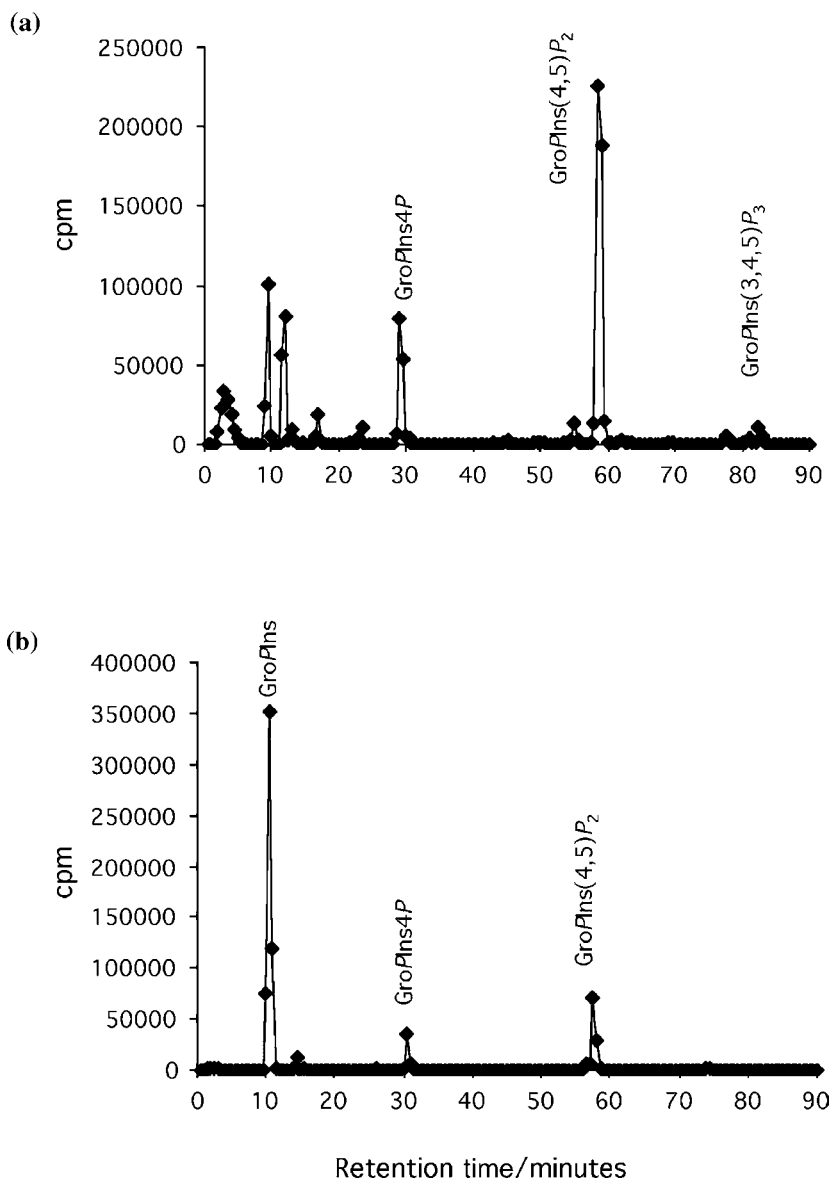 (a)
250000
200000
150000
100000
50000
0
cpm
GroPIns4P
GroPIns(4,5)P₂
GroPIns(3,4,5)P₃
0 10 20 30 40 50 60 70 80 90
(b)
400000
350000
300000
250000
200000
150000
100000
50000
0
cpm
GroPIns
GroPIns4P
GroPIns(4,5)P₂
0 10 20 30 40 50 60 70 80 90
Retention time/minutes